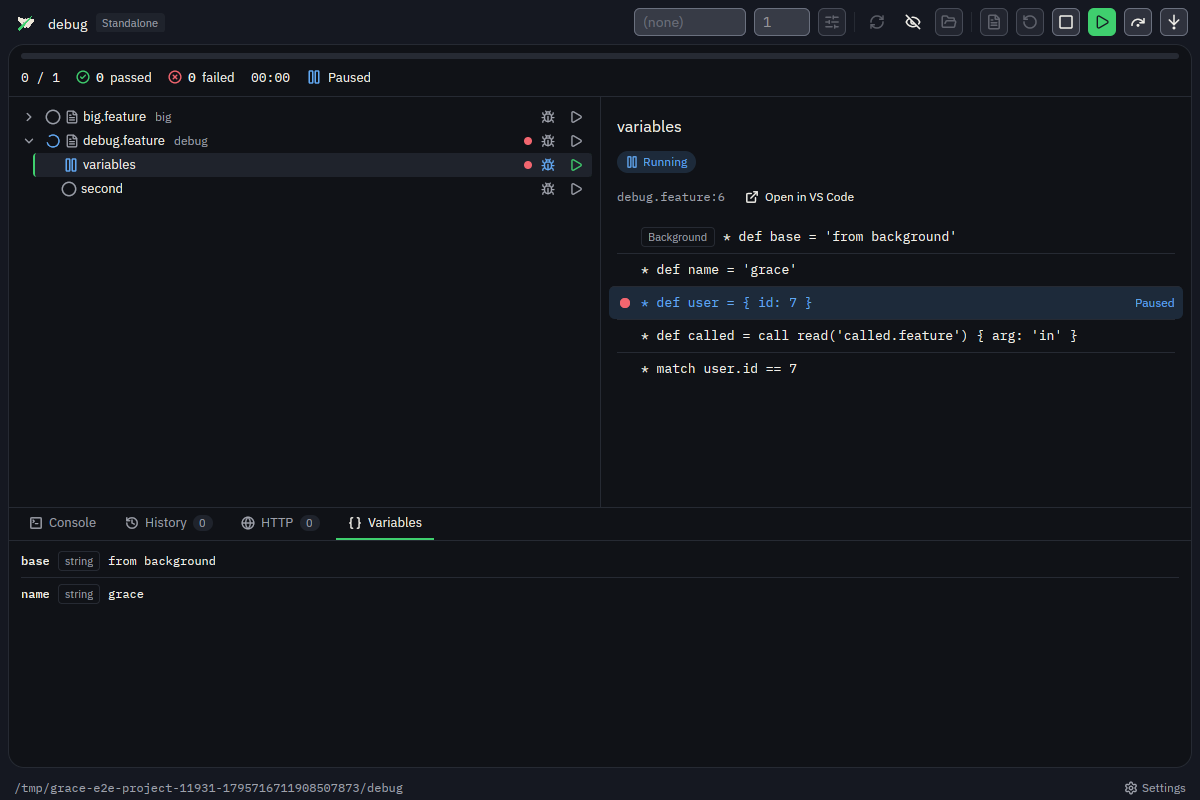 debug Standalone (none) 1
0 / 1 0 passed 0 failed 00:00 Paused
big.feature big
debug.feature debug
variables
second
variables
Running
debug.feature:6 Open in VS Code
Background * def base = 'from background'
* def name = 'grace'
* def user = { id: 7 } Paused
* def called = call read('called.feature') { arg: 'in' }
* match user.id == 7
Console History 0 HTTP 0 {} Variables
base string from background
name string grace
/tmp/grace-e2e-project-11931-1795716711908507873/debug Settings